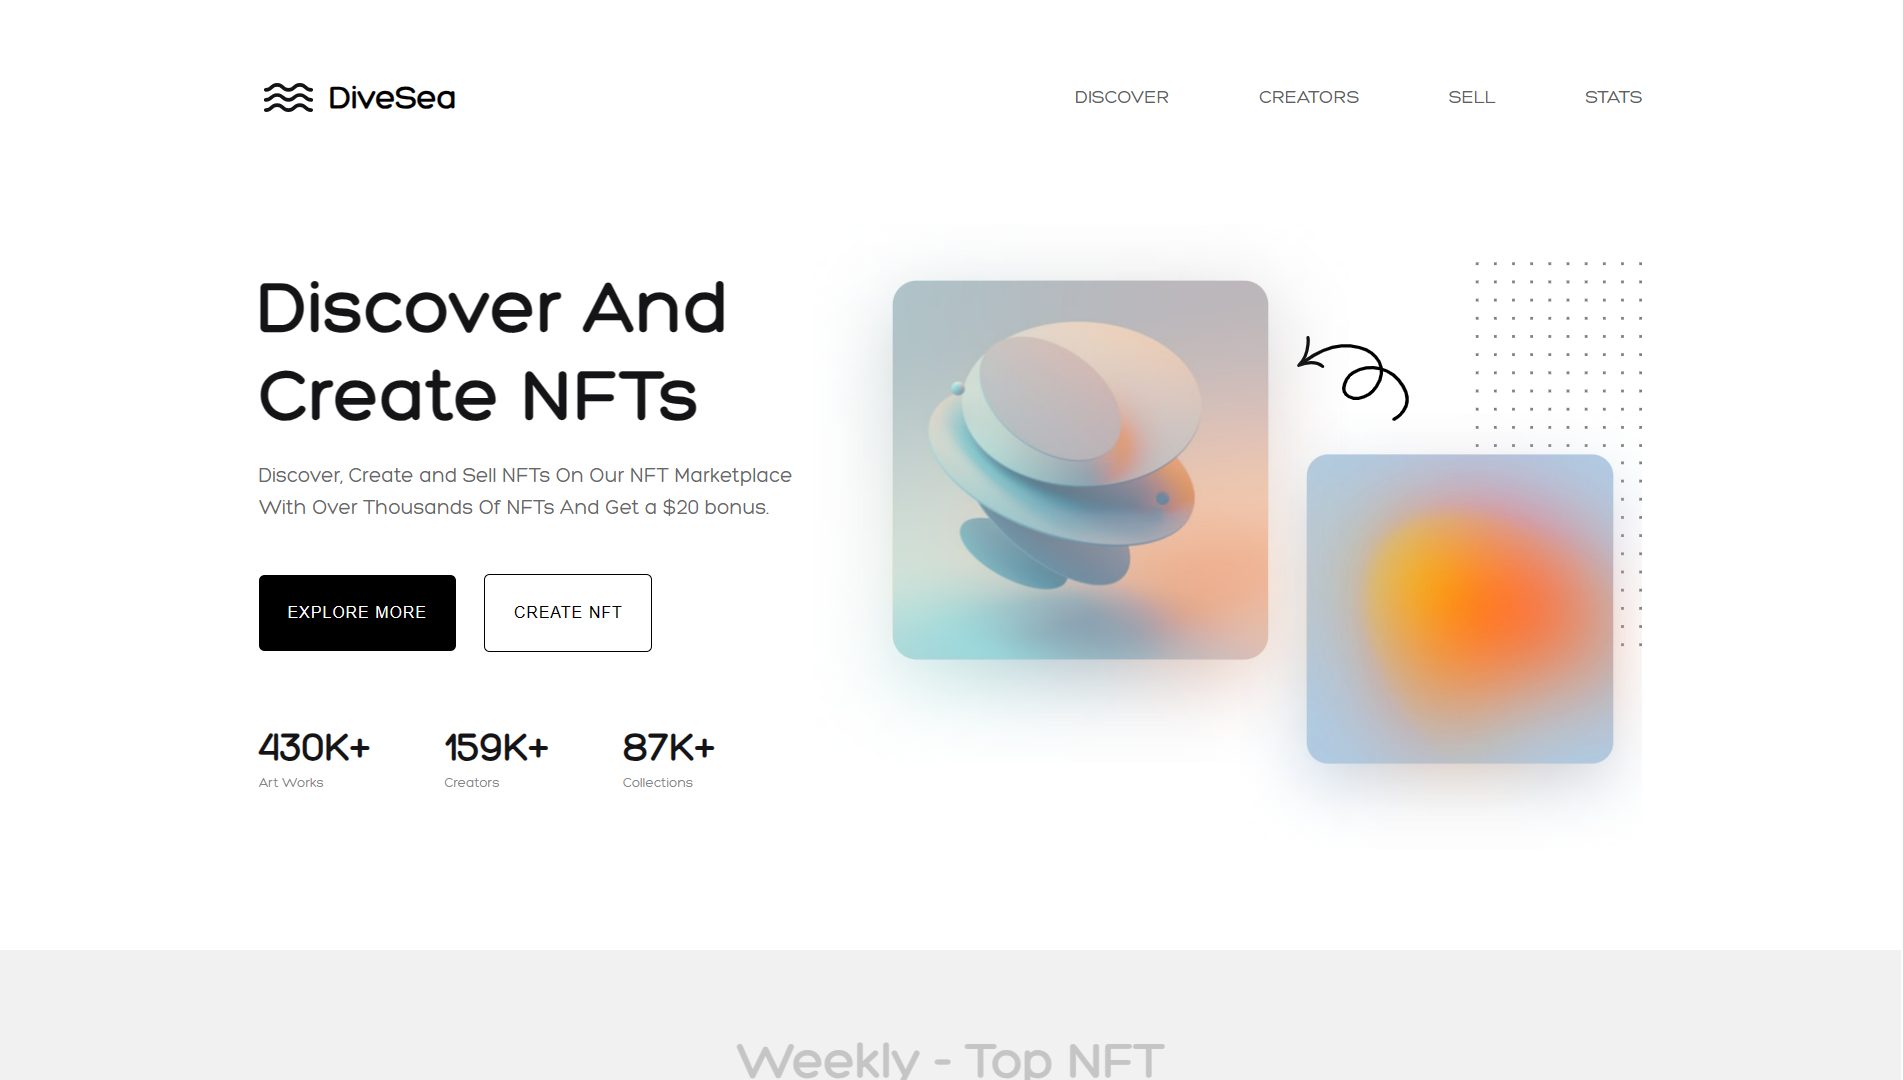 DiveSea
DISCOVER
CREATORS
SELL
STATS
Discover And
Create NFTs
Discover, Create and Sell NFTs On Our NFT Marketplace
With Over Thousands Of NFTs And Get a $20 bonus.
EXPLORE MORE
CREATE NFT
430K+
159K+
87K+
Art Works
Creators
Collections
Weekly - Top NFT